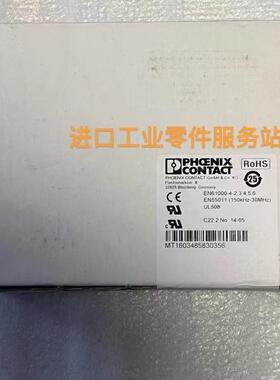 进口工业零件服务站
PHŒNIX
CONTACT
RoHS
25
PHOENIX CONTACT GmbH & Co. KG
Flachsmarktstr. 8
32825 Blomberg, Germany
EN61000-4-2,3,4,5,6
EN55011 (150kHz-30MHz)
UL508
C22.2 No. 14-05
MT1603485830356